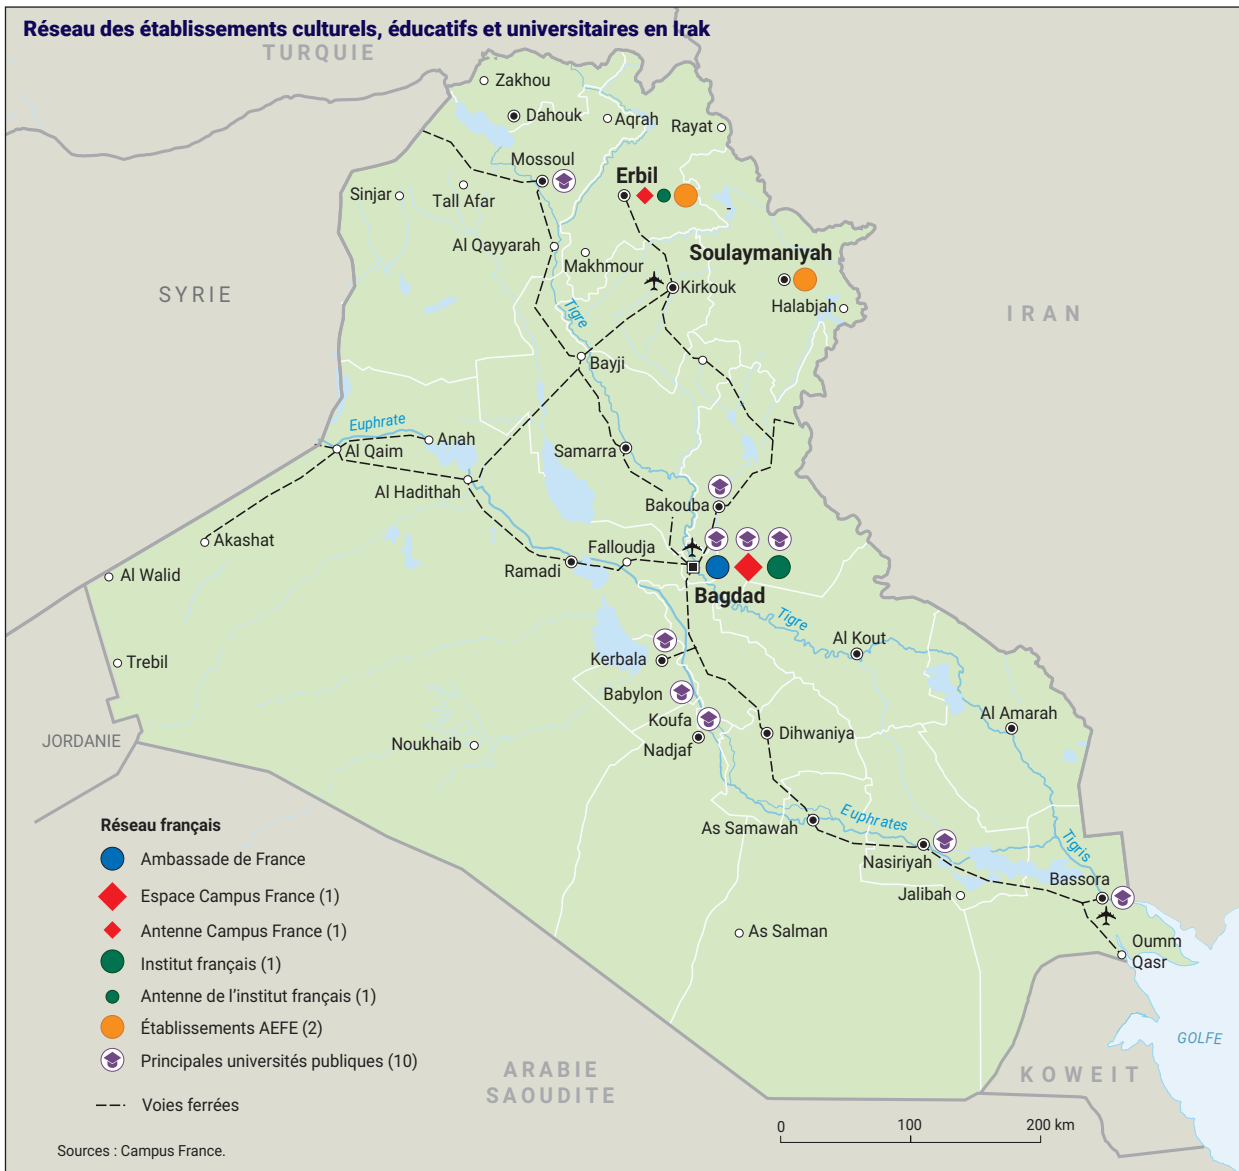 Réseau des établissements culturels, éducatifs et universitaires en Irak
TURQUIE
Zakhou
Dahouk
Aqrah
Rayat
Mossoul
Erbil
Sinjar
Tall Afar
Al Qayyarah
Makhmour
Soulaymaniyah
SYRIE
Kirkouk
Halabjah
IRAN
Tigre
Bayji
Euphrate
Anah
Al Qaim
Samarra
Al Hadithah
Bakouba
Akashat
Falloudja
Ramadi
Al Walid
Bagdad
Tigre
Al Kout
Trebil
Kerbala
Babylon
Koufa
Al Amarah
JORDANIE
Noukhaib
Nadjaf
Dihwaniya
As Samawah
Euphrates
Nasiriyah
Tigris
Bassora
Jalibah
As Salman
Oumm
Qasr
GOLFE
ARABIE
SAOUDITE
KOWEIT
Réseau français
Ambassade de France
Espace Campus France (1)
Antenne Campus France (1)
Institut français (1)
Antenne de l'institut français (1)
Établissements AEFE (2)
Principales universités publiques (10)
Voies ferrées
Sources : Campus France.
0 100 200 km